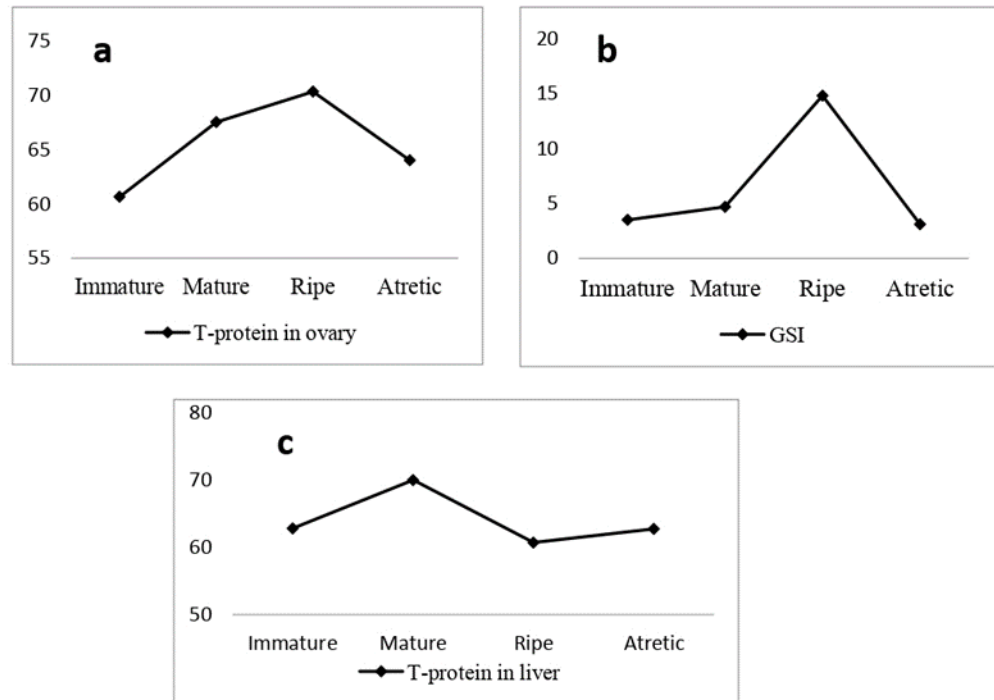 a
75
70
65
60
55
Immature Mature Ripe Atretic
T-protein in ovary
b
20
15
10
5
0
Immature Mature Ripe Atretic
GSI
c
80
70
60
50
Immature Mature Ripe Atretic
T-protein in liver